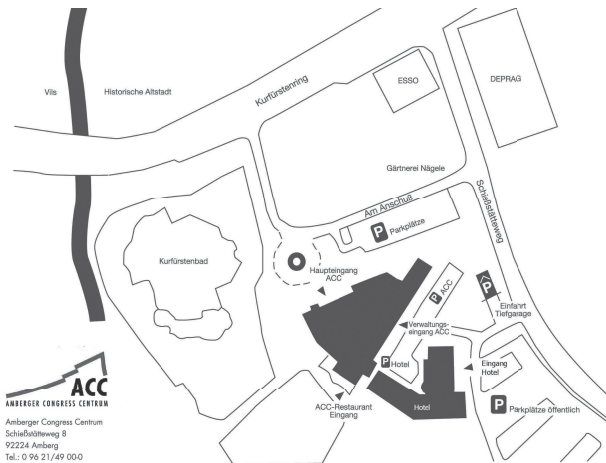 Vils
Historische Altstadt
Kurfürstenring
ESSO
DEPRAG
Gärtnerei Nägele
Am Anschutt
Schießstätteweg
P Parkplätze
Kurfürstenbad
Haupteingang
ACC
P ACC
P
Einfahrt
Tiefgarage
Verwaltungs-
eingang ACC
P Hotel
Eingang
Hotel
ACC-Restaurant
Eingang
Hotel
P Parkplätze öffentlich
ACC
AMBERGER CONGRESS CENTRUM
Amberger Congress Centrum
Schießstätteweg 8
92224 Amberg
Tel.: 0 96 21/49 00-0